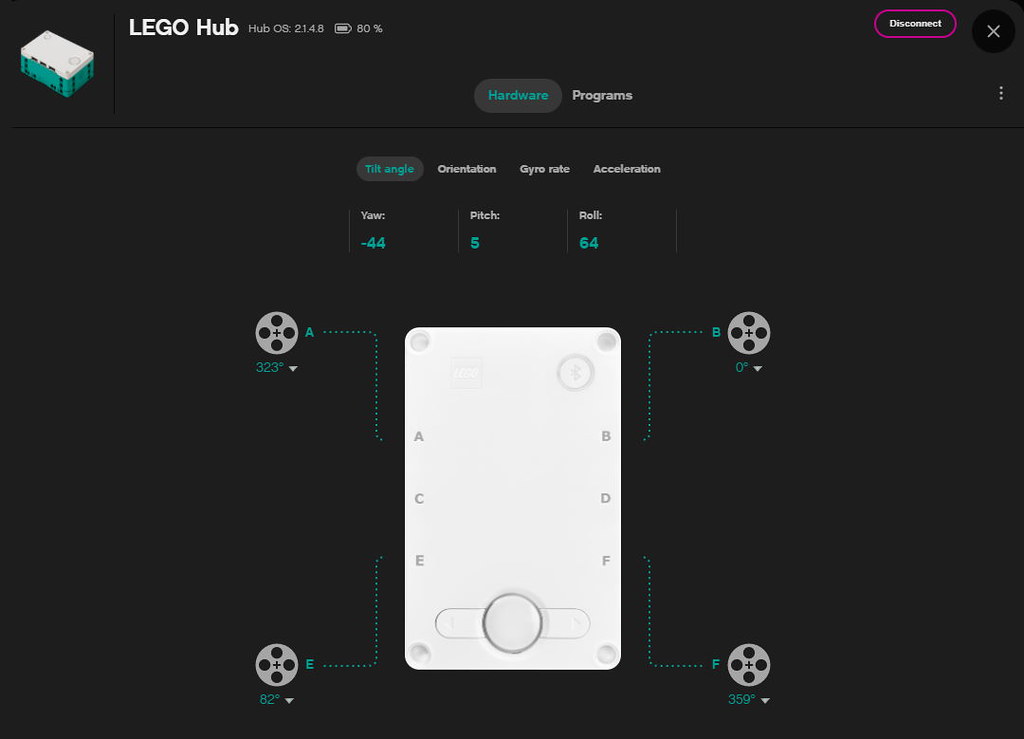 LEGO Hub Hub OS: 2.1.4.8 80 %
Disconnect
Hardware Programs
Tilt angle Orientation Gyro rate Acceleration
Yaw: Pitch: Roll:
-44 5 64
A B
323° 0°
LEGO
A B
C D
E F
E F
82° 359°